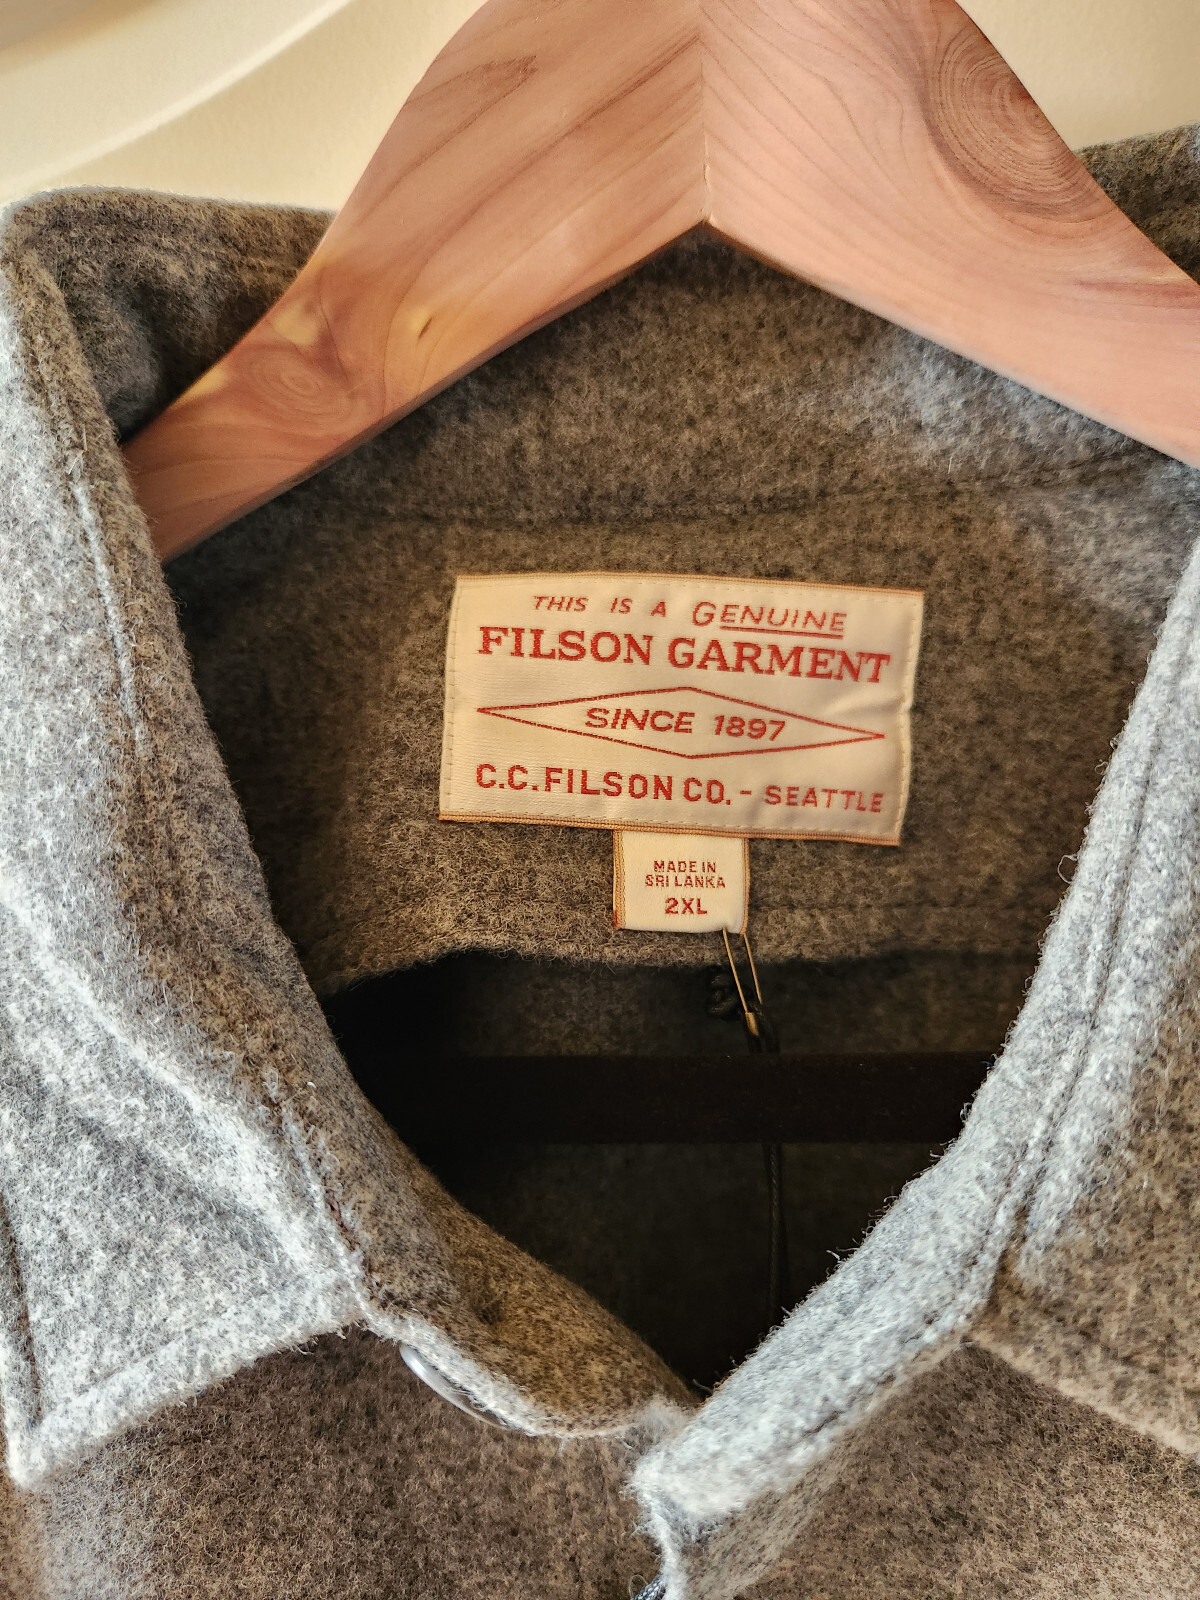 THIS IS A GENUINE
FILSON GARMENT
SINCE 1897
C.C. FILSON CO. - SEATTLE
MADE IN
SRI LANKA
2XL